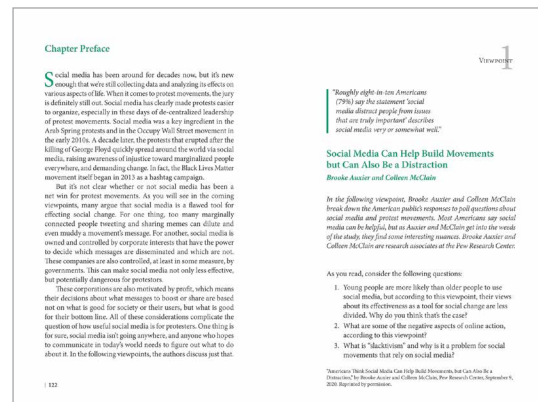 Chapter Preface
Social media has been around for decades now, but it's new
enough that we're still collecting data and analyzing its effects on
various aspects of life. When it comes to protest movements, the jury
is definitely still out. Social media has clearly made protests easier
to organize, especially in these days of de-centralized leadership
of protest movements. Social media was a key ingredient in the
Arab Spring protests and in the Occupy Wall Street movement in
the early 2010s. A decade later, the protests that erupted after the
killing of George Floyd quickly spread around the world via social
media, raising awareness of injustice toward marginalized people
everywhere, and demanding change. In fact, the Black Lives Matter
movement itself began in 2013 as a hashtag campaign.
But it's not clear whether or not social media has been a
net win for protest movements. As you will see in the coming
viewpoints, many argue that social media is a flawed tool for
effecting social change. For one thing, too many marginally
connected people tweeting and sharing memes can dilute and
even muddy a movement's message. For another, social media is
owned and controlled by corporate interests that have the power
to decide which messages are disseminated and which are not.
These companies are also controlled, at least in some measure, by
governments. This can make social media not only less effective,
but potentially dangerous for protestors.
These corporations are also motivated by profit, which means
their decisions about what messages to boost or share are based
not on what is good for society or their users, but what is good
for their bottom line. All of these considerations complicate the
question of how useful social media is for protesters. One thing is
for sure, social media isn't going anywhere, and anyone who hopes
to communicate in today's world needs to figure out what to do
about it. In the following viewpoints, the authors discuss just that.
| 122
Viewpoint 1
"Roughly eight-in-ten Americans
(79%) say the statement 'social
media distract people from issues
that are truly important' describes
social media very or somewhat well."
Social Media Can Help Build Movements
but Can Also Be a Distraction
Brooke Auxier and Colleen McClain
In the following viewpoint, Brooke Auxier and Colleen McClain
break down the American public's responses to poll questions about
social media and protest movements. Most Americans say social
media can be helpful, but as Auxier and McClain get into the weeds
of the study, they find some interesting nuances. Brooke Auxier and
Colleen McClain are research associates at the Pew Research Center.
As you read, consider the following questions:
1. Young people are more likely than older people to use
social media, but according to this viewpoint, their views
about its effectiveness as a tool for social change are less
divided. Why do you think that's the case?
2. What are some of the negative aspects of online action,
according to this viewpoint?
3. What is "slacktivism" and why is it a problem for social
movements that rely on social media?
"Americans Think Social Media Can Help Build Movements, but Can Also Be a
Distraction," by Brooke Auxier and Colleen McClain, Pew Research Center, September 9,
2020. Reprinted by permission.